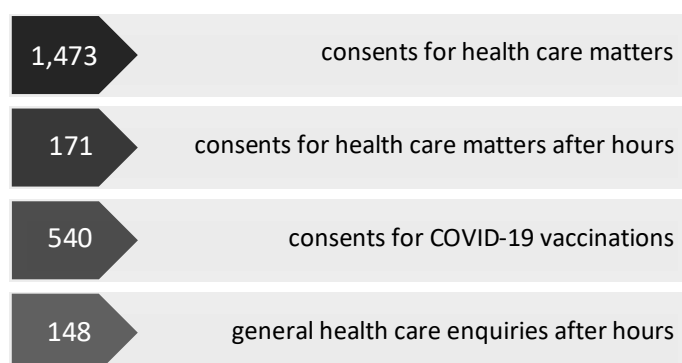 1,473 consents for health care matters
171 consents for health care matters after hours
540 consents for COVID-19 vaccinations
148 general health care enquiries after hours